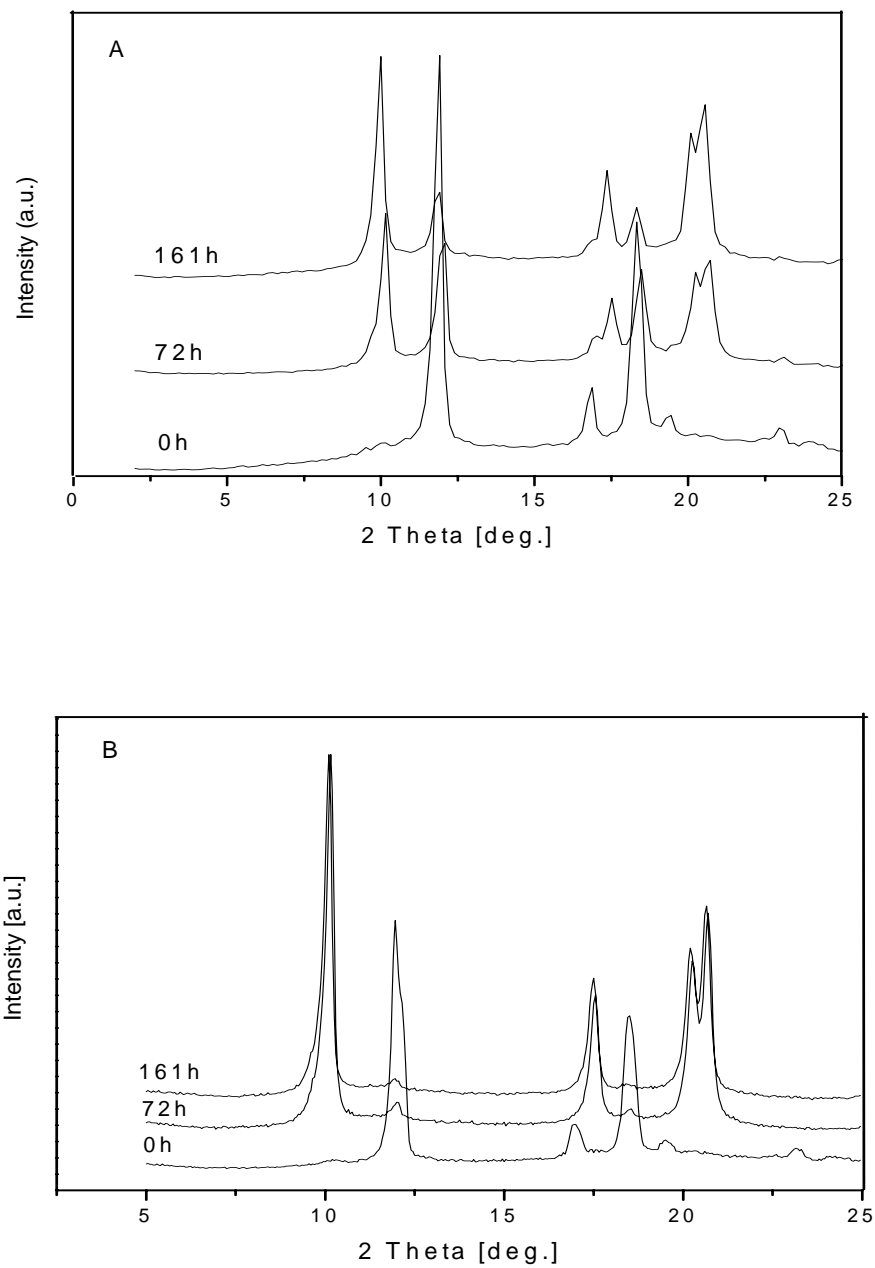 A
Intensity (a.u.)
161h
72h
0h
0 5 10 15 20 25
2 Theta [deg.]
B
Intensity [a.u.]
161h
72h
0h
5 10 15 20 25
2 Theta [deg.]